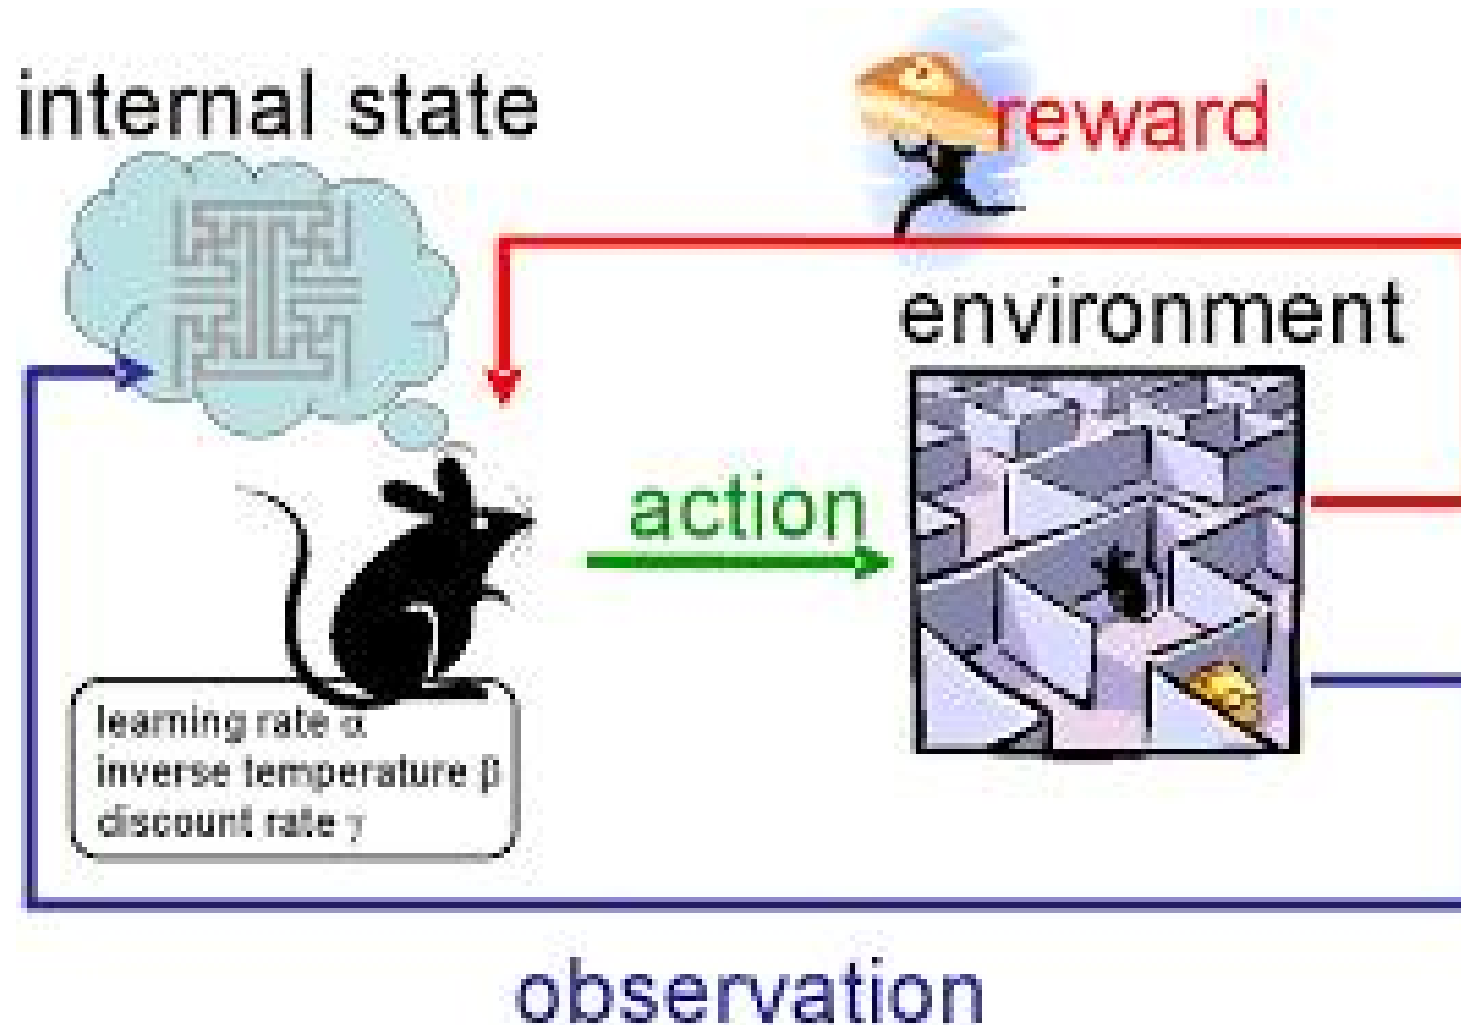 internal state
reward
environment
action
learning rate α
inverse temperature β
discount rate γ
observation